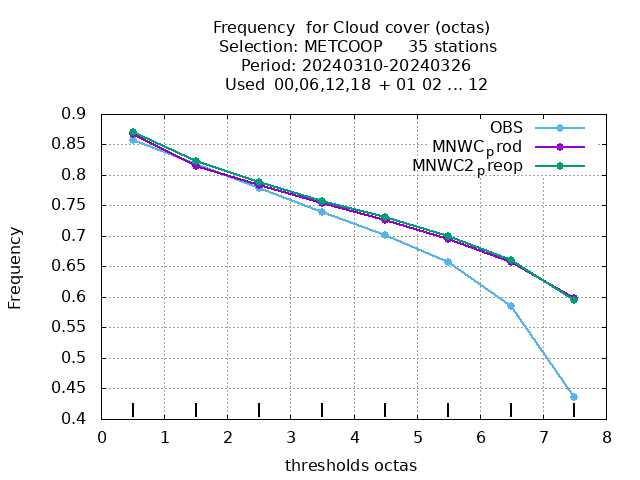 Frequency for Cloud cover (octas)
Selection: METCOOP 35 stations
Period: 20240310-20240326
Used 00,06,12,18 + 01 02 ... 12
0.9
0.85
0.8
0.75
0.7
0.65
0.6
0.55
0.5
0.45
0.4
Frequency
OBS
MNWCprod
MNWC2preop
0 1 2 3 4 5 6 7 8
thresholds octas